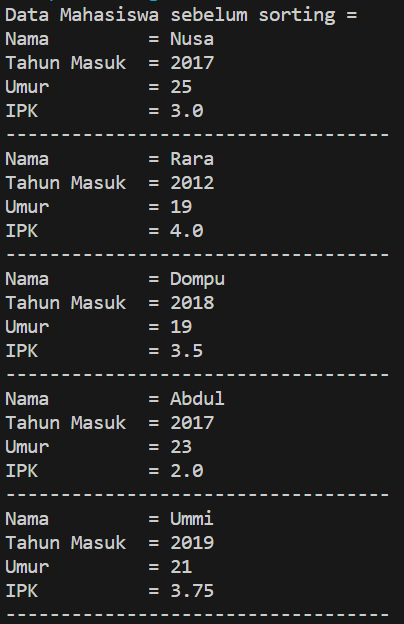 Data Mahasiswa sebelum sorting =
Nama         = Nusa
Tahun Masuk  = 2017
Umur         = 25
IPK          = 3.0
-----------------------------------
Nama         = Rara
Tahun Masuk  = 2012
Umur         = 19
IPK          = 4.0
-----------------------------------
Nama         = Dompu
Tahun Masuk  = 2018
Umur         = 19
IPK          = 3.5
-----------------------------------
Nama         = Abdul
Tahun Masuk  = 2017
Umur         = 23
IPK          = 2.0
-----------------------------------
Nama         = Ummi
Tahun Masuk  = 2019
Umur         = 21
IPK          = 3.75
-----------------------------------